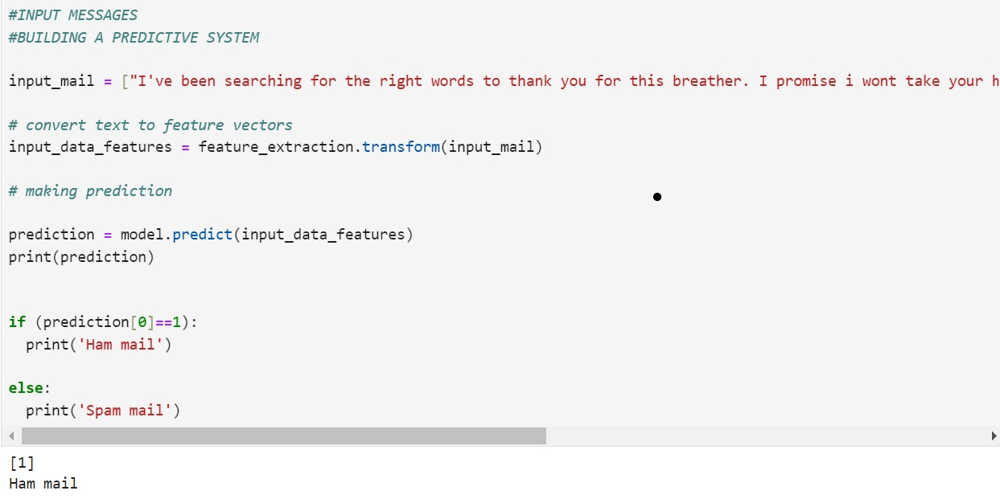 #INPUT MESSAGES
#BUILDING A PREDICTIVE SYSTEM
input_mail = ["I've been searching for the right words to thank you for this breather. I promise i wont take your h
# convert text to feature vectors
input_data_features = feature_extraction.transform(input_mail)
# making prediction
prediction = model.predict(input_data_features)
print(prediction)
if (prediction[0]==1):
  print('Ham mail')
else:
  print('Spam mail')
[1]
Ham mail